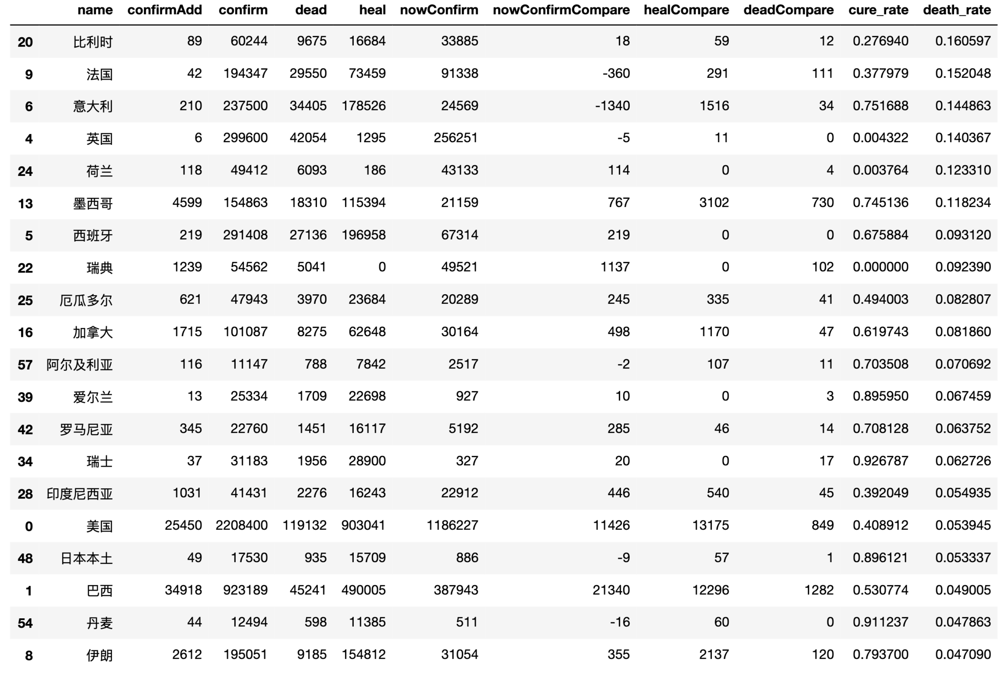 name confirmAdd confirm dead heal nowConfirm nowConfirmCompare healCompare deadCompare cure_rate death_rate
20 比利时 89 60244 9675 16684 33885 18 59 12 0.276940 0.160597
9 法国 42 194347 29550 73459 91338 -360 291 111 0.377979 0.152048
6 意大利 210 237500 34405 178526 24569 -1340 1516 34 0.751688 0.144863
4 英国 6 299600 42054 1295 256251 -5 11 0 0.004322 0.140367
24 荷兰 118 49412 6093 186 43133 114 0 4 0.003764 0.123310
13 墨西哥 4599 154863 18310 115394 21159 767 3102 730 0.745136 0.118234
5 西班牙 219 291408 27136 196958 67314 219 0 0 0.675884 0.093120
22 瑞典 1239 54562 5041 0 49521 1137 0 102 0.000000 0.092390
25 厄瓜多尔 621 47943 3970 23684 20289 245 335 41 0.494003 0.082807
16 加拿大 1715 101087 8275 62648 30164 498 1170 47 0.619743 0.081860
57 阿尔及利亚 116 11147 788 7842 2517 -2 107 11 0.703508 0.070692
39 爱尔兰 13 25334 1709 22698 927 10 0 3 0.895950 0.067459
42 罗马尼亚 345 22760 1451 16117 5192 285 46 14 0.708128 0.063752
34 瑞士 37 31183 1956 28900 327 20 0 17 0.926787 0.062726
28 印度尼西亚 1031 41431 2276 16243 22912 446 540 45 0.392049 0.054935
0 美国 25450 2208400 119132 903041 1186227 11426 13175 849 0.408912 0.053945
48 日本本土 49 17530 935 15709 886 -9 57 1 0.896121 0.053337
1 巴西 34918 923189 45241 490005 387943 21340 12296 1282 0.530774 0.049005
54 丹麦 44 12494 598 11385 511 -16 60 0 0.911237 0.047863
8 伊朗 2612 195051 9185 154812 31054 355 2137 120 0.793700 0.047090